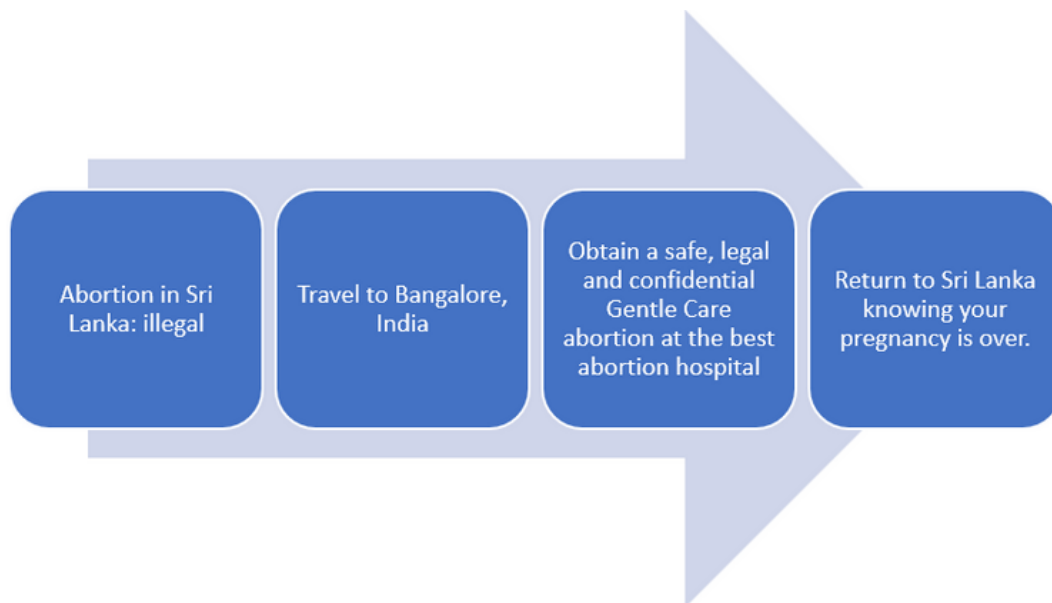 Abortion in Sri
Lanka: illegal
Travel to Bangalore,
India
Obtain a safe, legal
and confidential
Gentle Care
abortion at the best
abortion hospital
Return to Sri Lanka
knowing your
pregnancy is over.